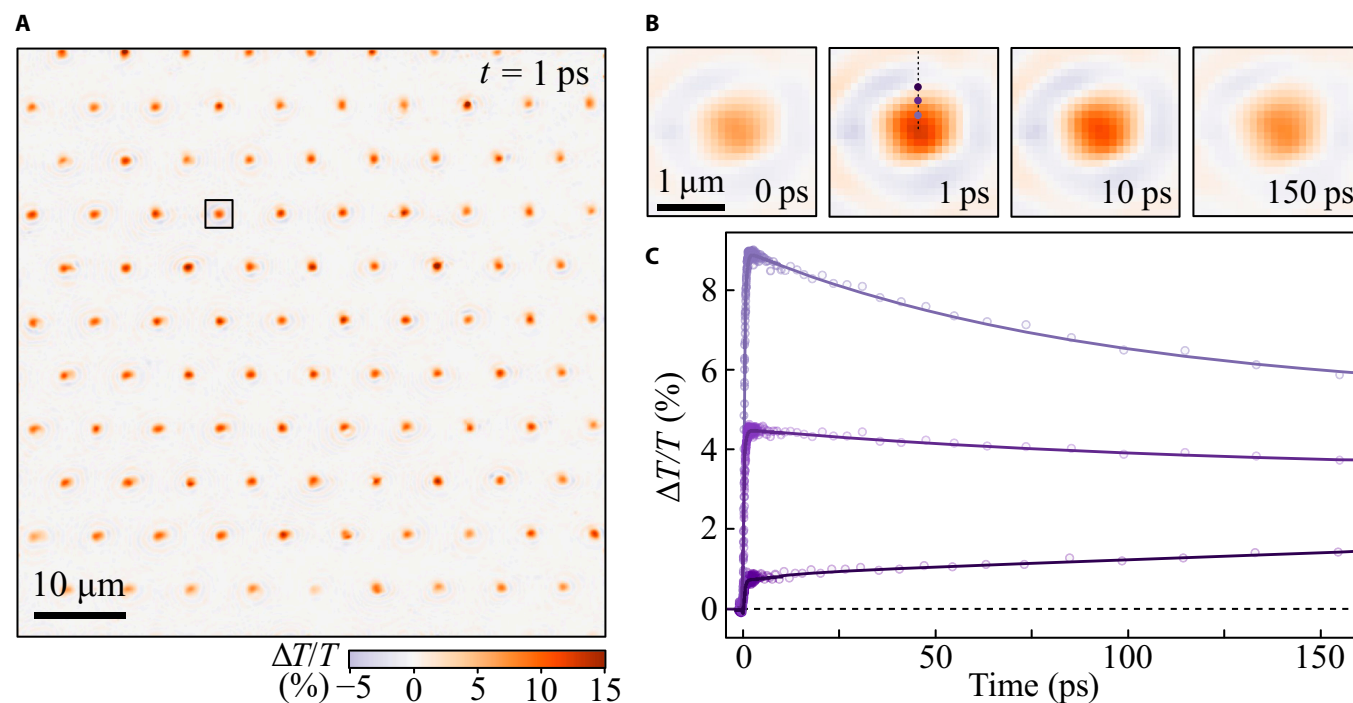 A
t = 1 ps
10 μm
ΔT/T
(%)
−5
0
5
10
15
B
1 μm
0 ps
1 ps
10 ps
150 ps
C
ΔT/T (%)
8
6
4
2
0
0
50
100
150
Time (ps)